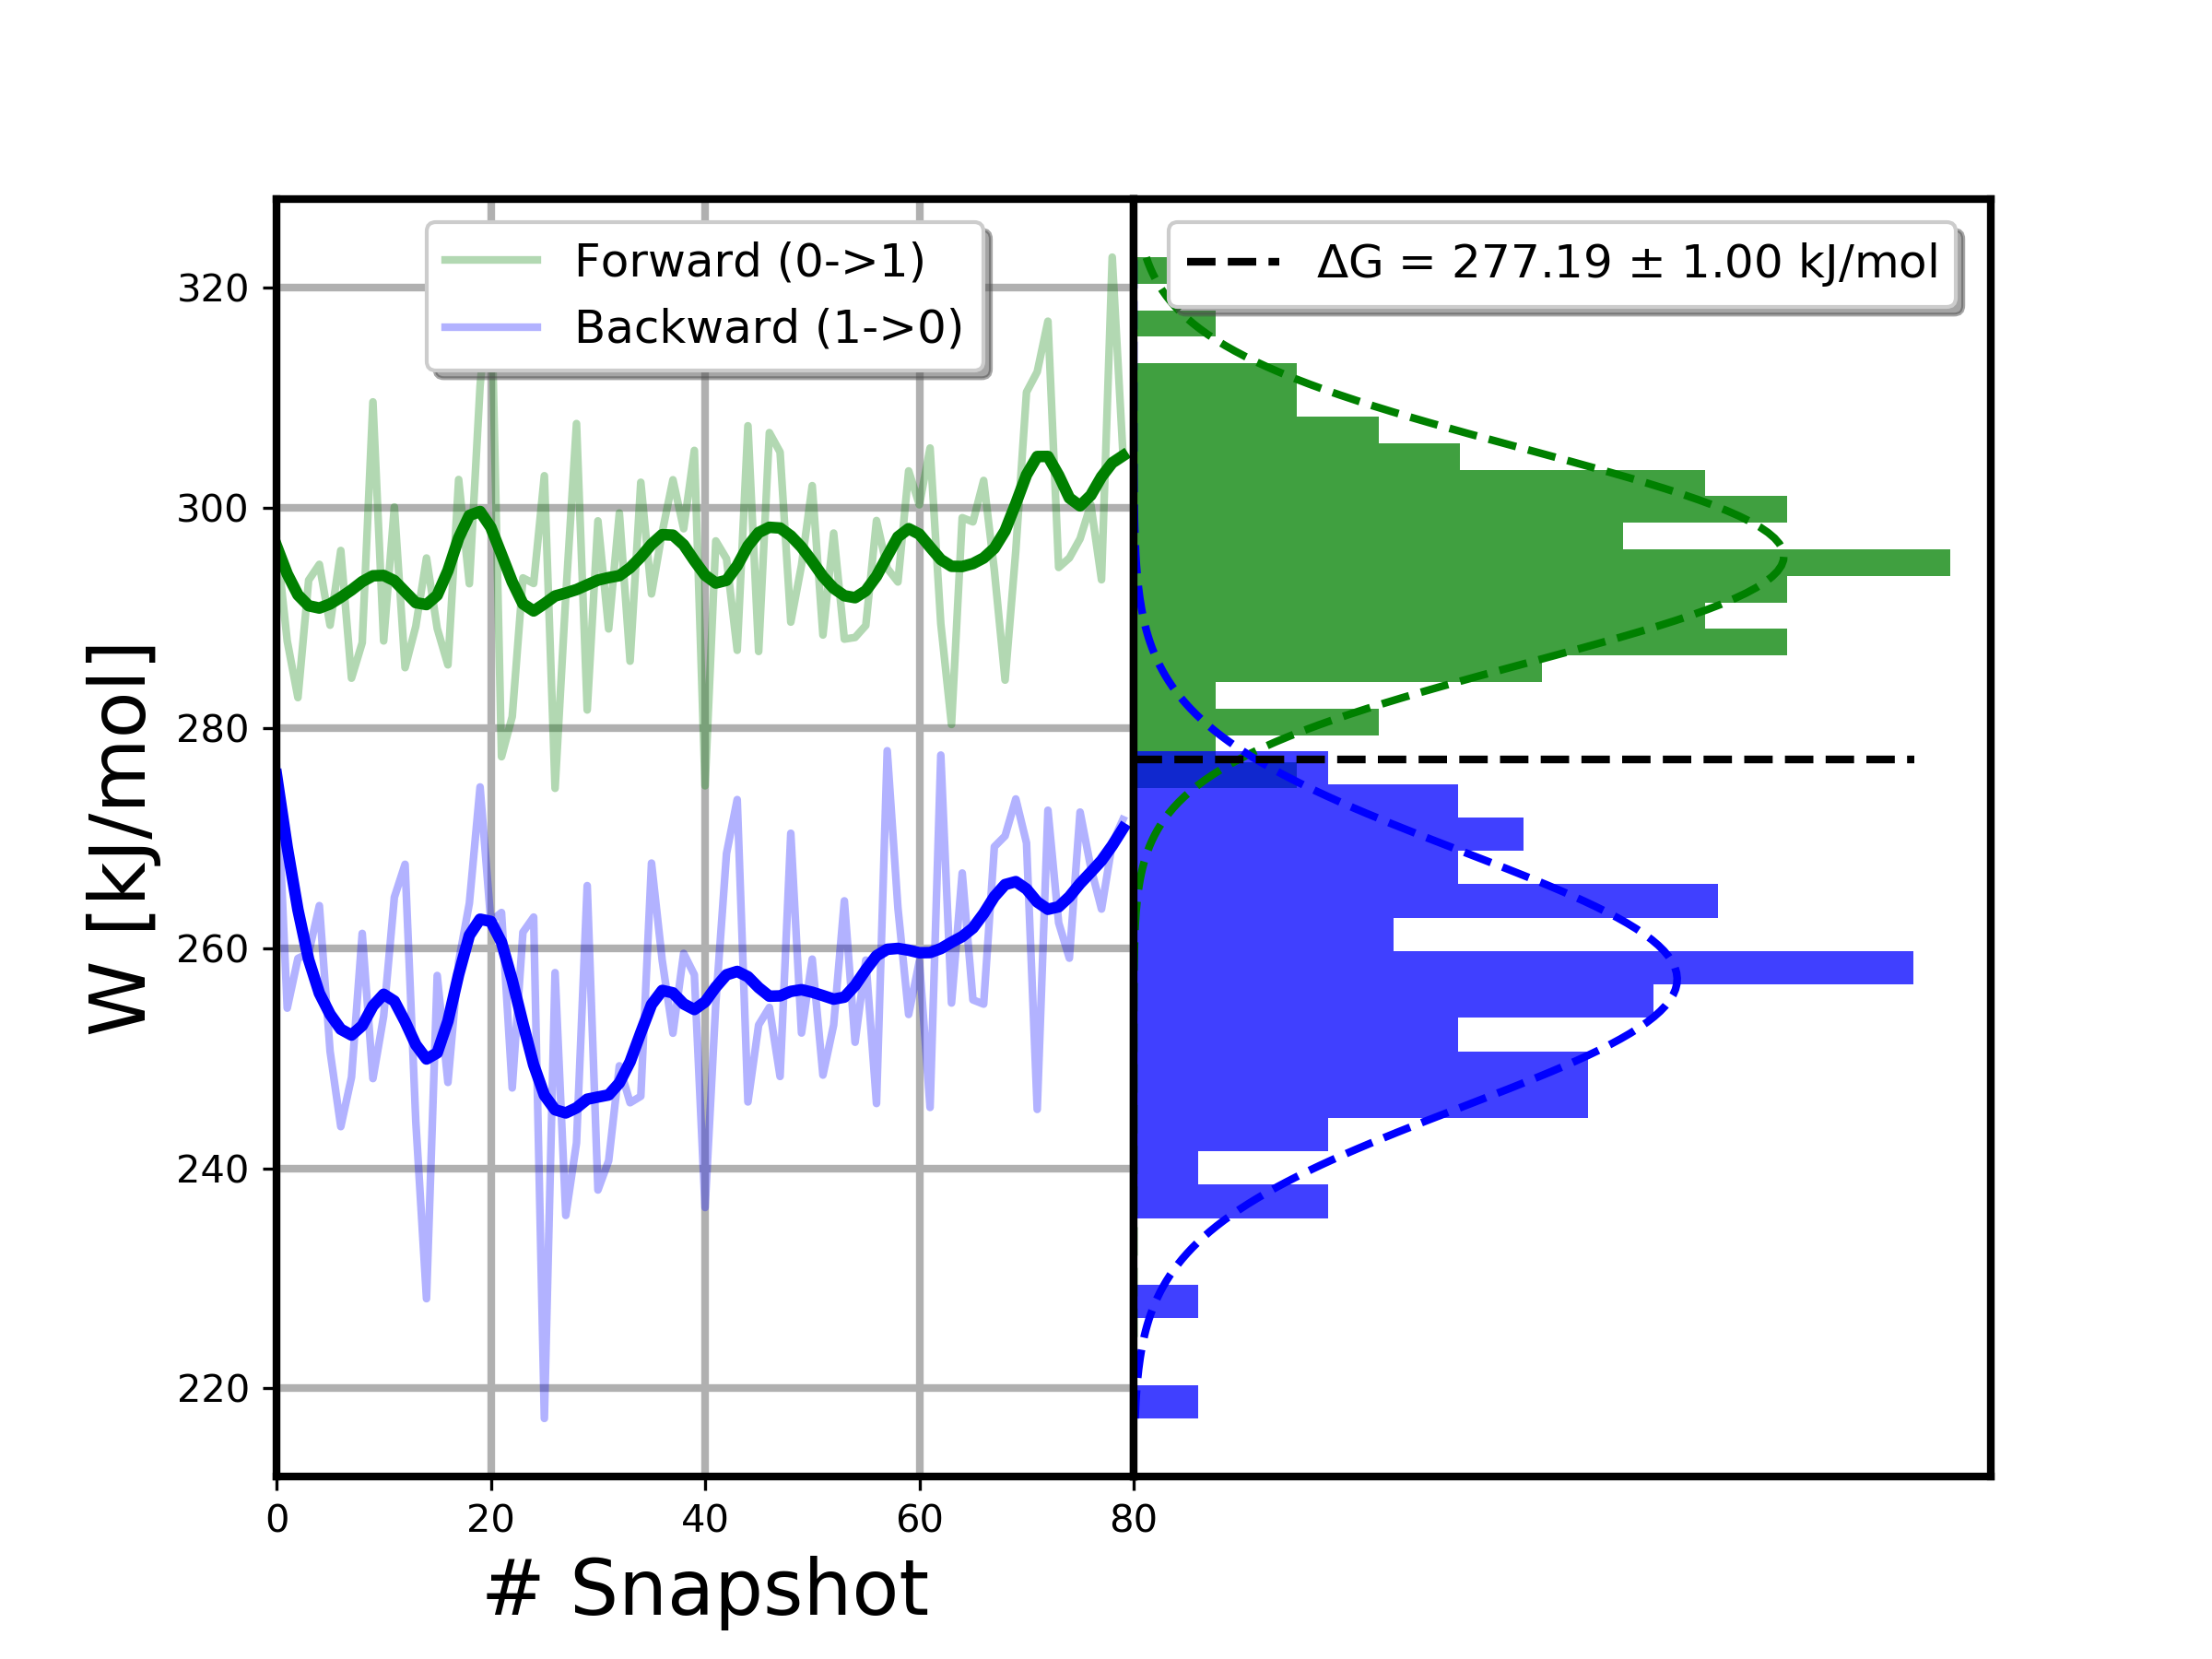 Forward (0->1)
Backward (1->0)
ΔG = 277.19 ± 1.00 kJ/mol
W [kJ/mol]
320
300
280
260
240
220
0 20 40 60 80
# Snapshot